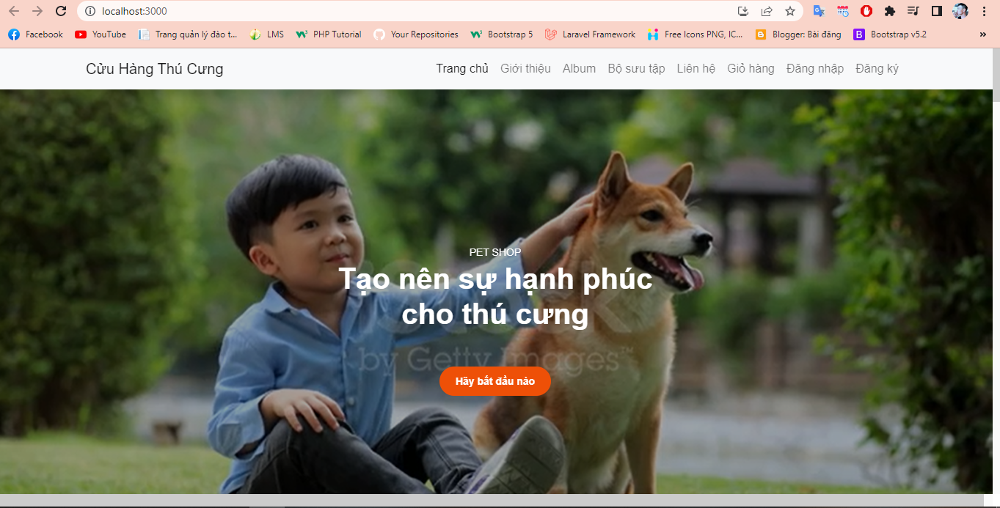 localhost:3000
Facebook YouTube Trang quản lý đào t... LMS PHP Tutorial Your Repositories Bootstrap 5 Laravel Framework Free Icons PNG, IC... Blogger: Bài đăng Bootstrap v5.2 »
Cửu Hàng Thú Cưng Trang chủ Giới thiệu Album Bộ sưu tập Liên hệ Giỏ hàng Đăng nhập Đăng ký
PET SHOP
Tạo nên sự hạnh phúc
cho thú cưng
iStock
by Getty Images™
Hãy bắt đầu nào